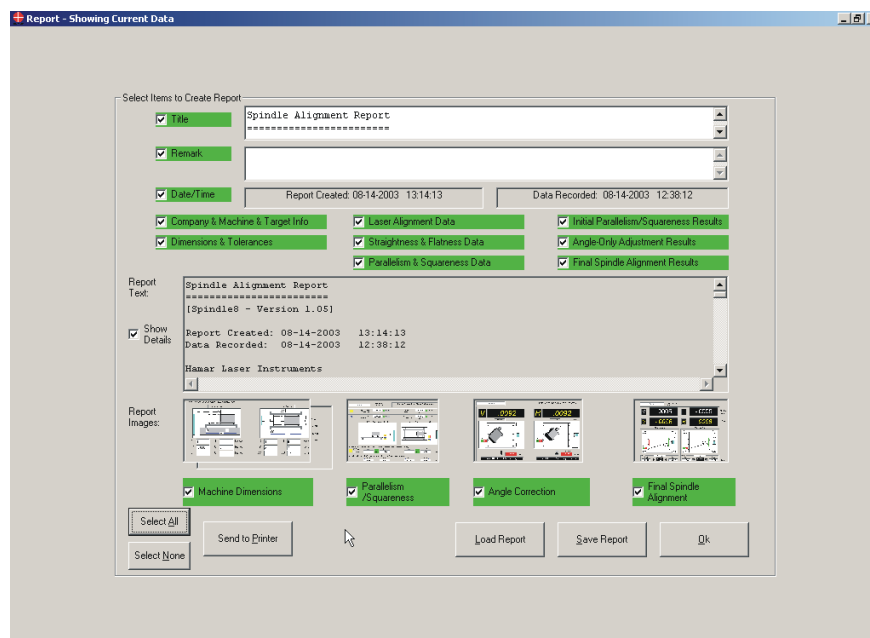 Report - Showing Current Data
Select Items to Create Report
Title
Spindle Alignment Report
========================
Remark
Date/Time
Report Created: 08-14-2003 13:14:13
Data Recorded: 08-14-2003 12:38:12
Company & Machine & Target Info
Laser Alignment Data
Initial Parallelism/Squareness Results
Dimensions & Tolerances
Straightness & Flatness Data
Angle-Only Adjustment Results
Parallelism & Squareness Data
Final Spindle Alignment Results
Report
Text:
Spindle Alignment Report
========================
[Spindle8 - Version 1.05]
Report Created: 08-14-2003 13:14:13
Data Recorded: 08-14-2003 12:38:12
Hamar Laser Instruments
Show
Details
Report
Images:
V .0092 H .0092
Machine Dimensions
Parallelism
/Squareness
Angle Correction
Final Spindle
Alignment
Select All
Select None
Send to Printer
Load Report
Save Report
Ok